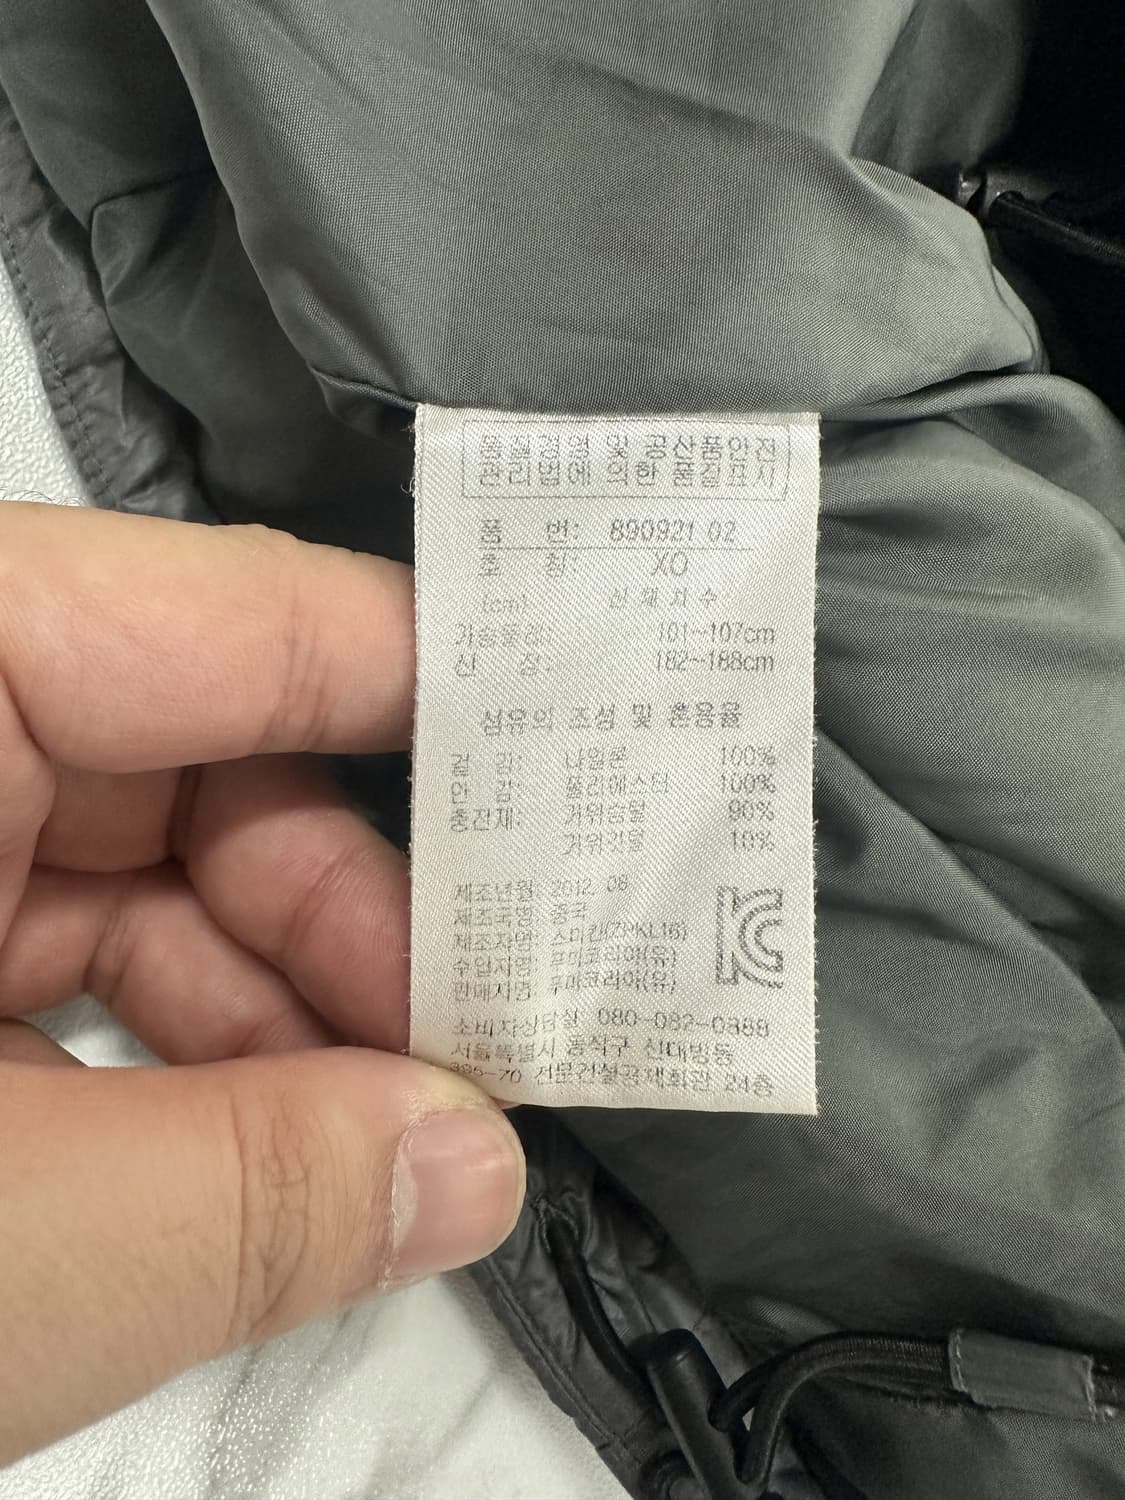 품질경영 및 공산품안전
관리법에 의한 품질표시
품 번: 890921 02
호 칭: XO
(cm) 신체치수
가슴둘레: 101~107cm
신 장: 182~188cm
섬유의 조성 및 혼용율
겉 감: 나일론 100%
안 감: 폴리에스터 100%
충전재: 거위솜털 90%
거위깃털 10%
제조년월: 2012. 08
제조국명: 중국
제조자명: (ZPKL16)
수입자명: 푸마코리아(유)
판매자명: 푸마코리아(유)
소비자상담실 080-082-0888
서울특별시 동작구 신대방동
395-70 전문건설공제회관 24층